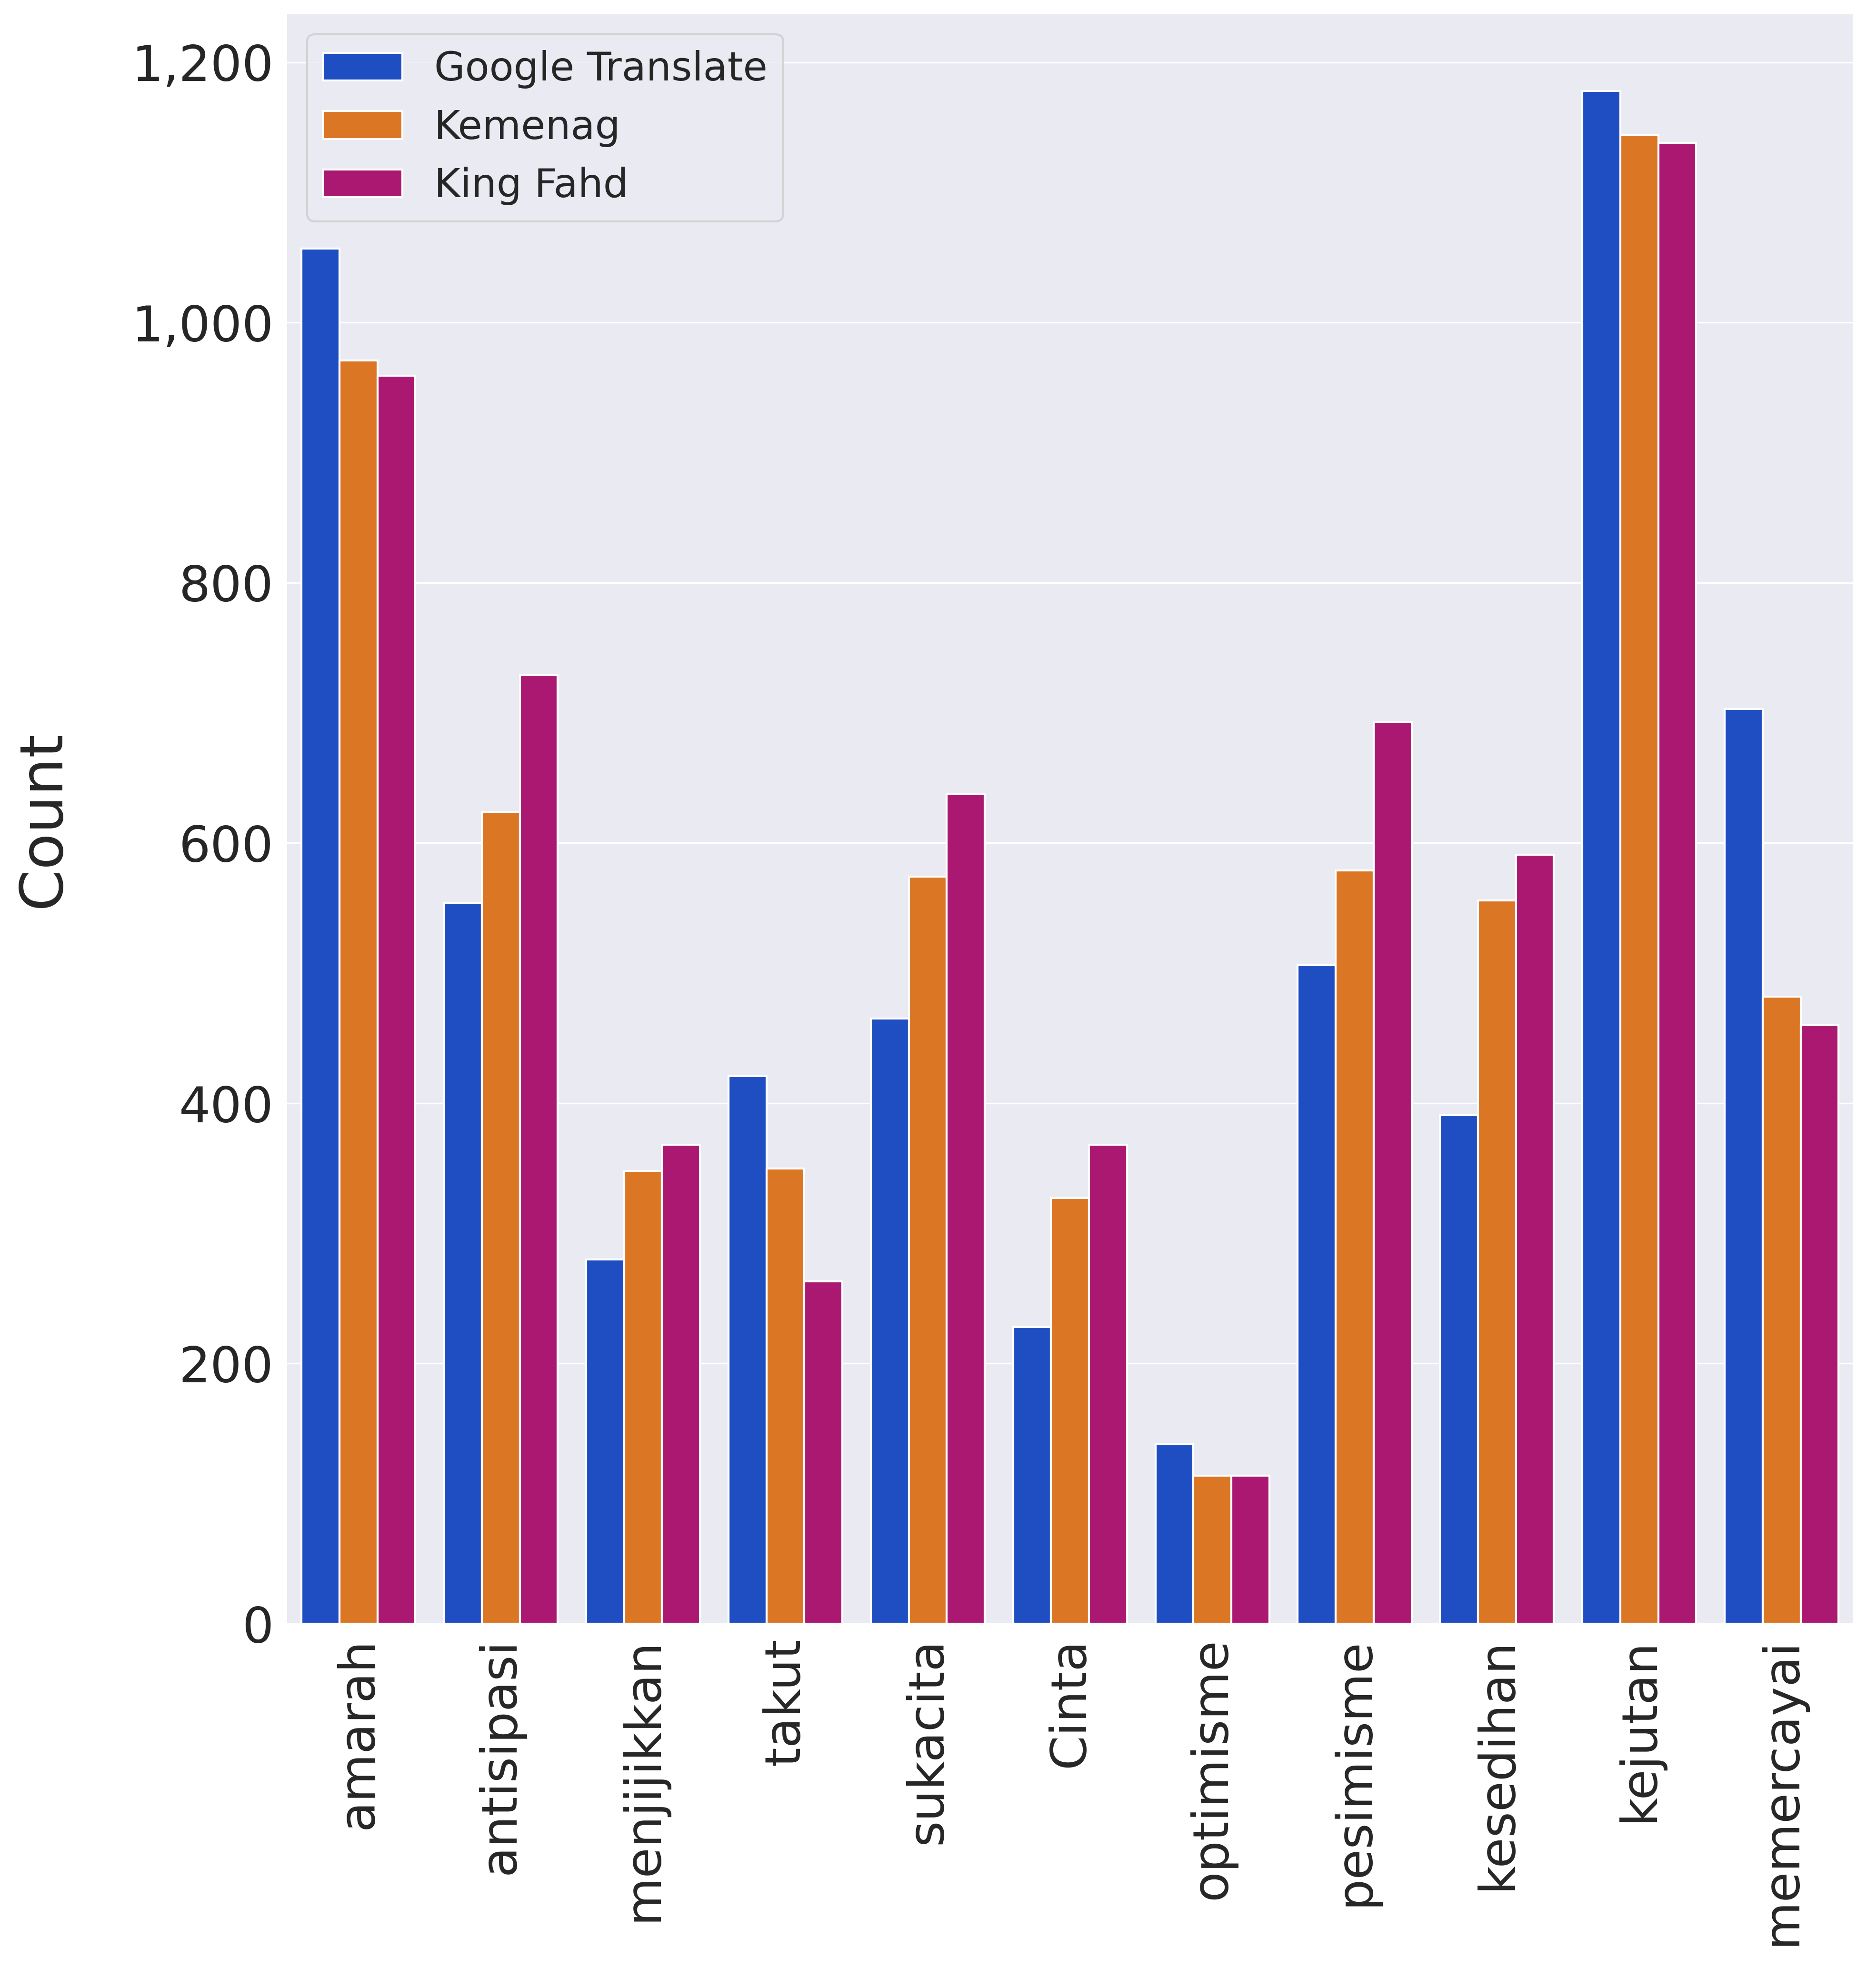 Google Translate
Kemenag
King Fahd
1,200
1,000
800
600
400
200
0
Count
amarah
antisipasi
menjijikkan
takut
sukacita
Cinta
optimisme
pesimisme
kesedihan
kejutan
memercayai